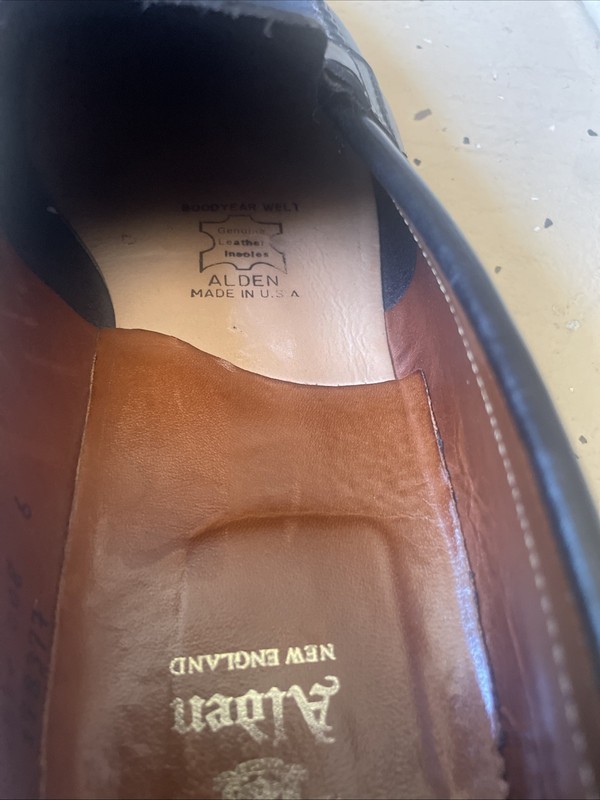 GOODYEAR WELT
Genuine
Leather
Insoles
ALDEN
MADE IN U.S.A
NEW ENGLAND
Alden